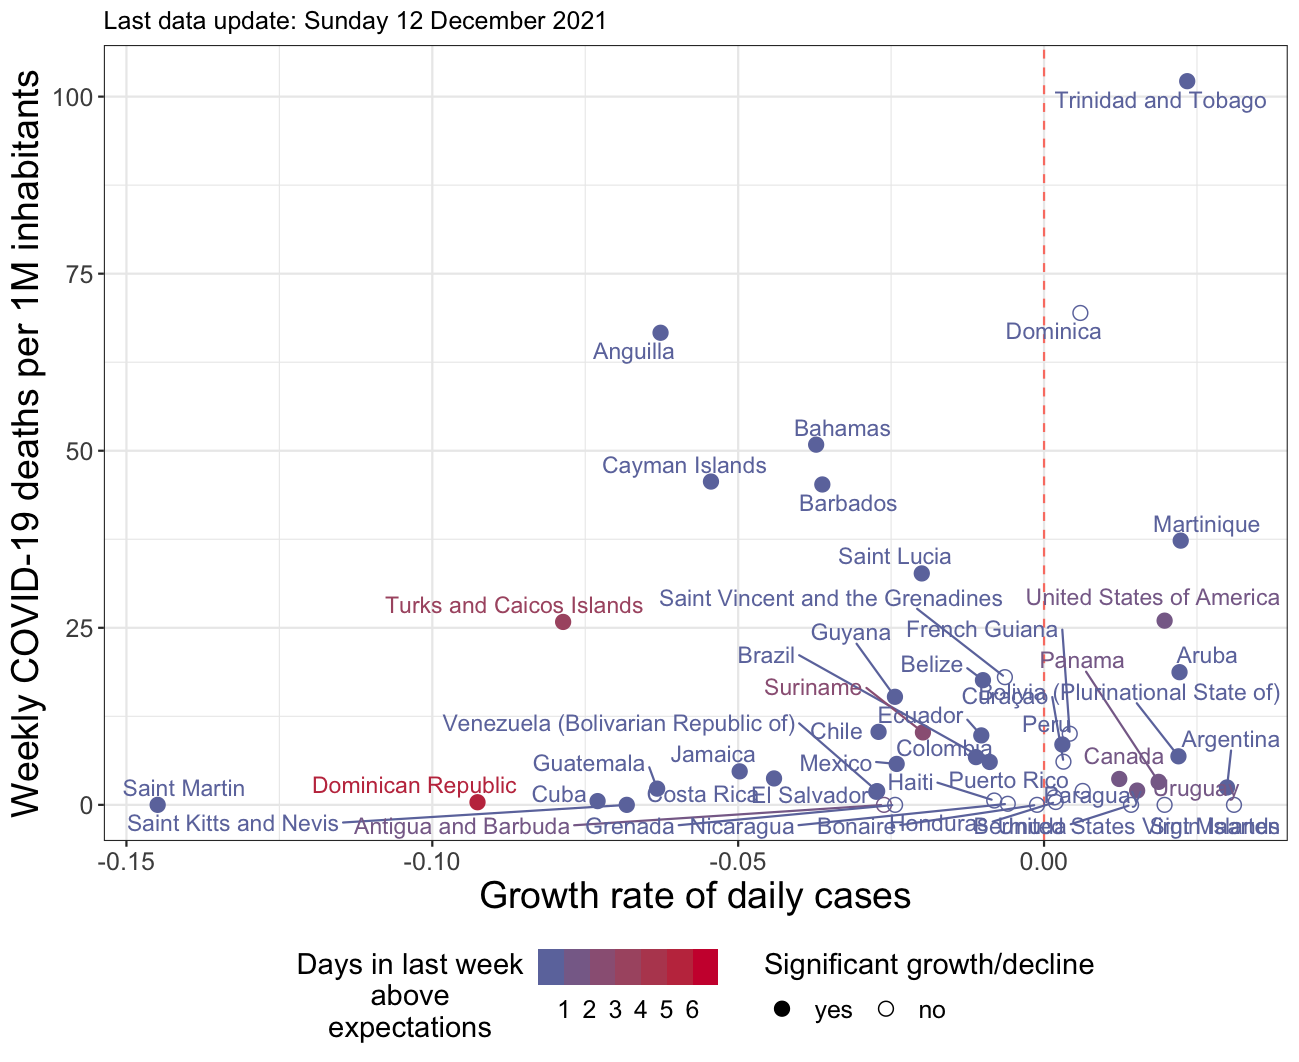 Last data update: Sunday 12 December 2021
Weekly COVID-19 deaths per 1M inhabitants
100
75
50
25
0
Trinidad and Tobago
Dominica
Anguilla
Bahamas
Cayman Islands
Barbados
Martinique
Saint Lucia
Turks and Caicos Islands
Saint Vincent and the Grenadines
United States of America
Guyana
French Guiana
Brazil
Belize
Panama
Aruba
Suriname
Curaçao
Bolivia (Plurinational State of)
Venezuela (Bolivarian Republic of)
Chile
Ecuador
Peru
Argentina
Jamaica
Colombia
Guatemala
Mexico
Canada
Saint Martin
Dominican Republic
Cuba
Costa Rica
El Salvador
Haiti
Puerto Rico
Paraguay
Uruguay
Saint Kitts and Nevis
Antigua and Barbuda
Grenada
Nicaragua
Bonaire
Honduras
Bermuda
United States Virgin Islands
Sint Maarten
-0.15
-0.10
-0.05
0.00
Growth rate of daily cases
Days in last week
above
expectations
1 2 3 4 5 6
Significant growth/decline
yes
no